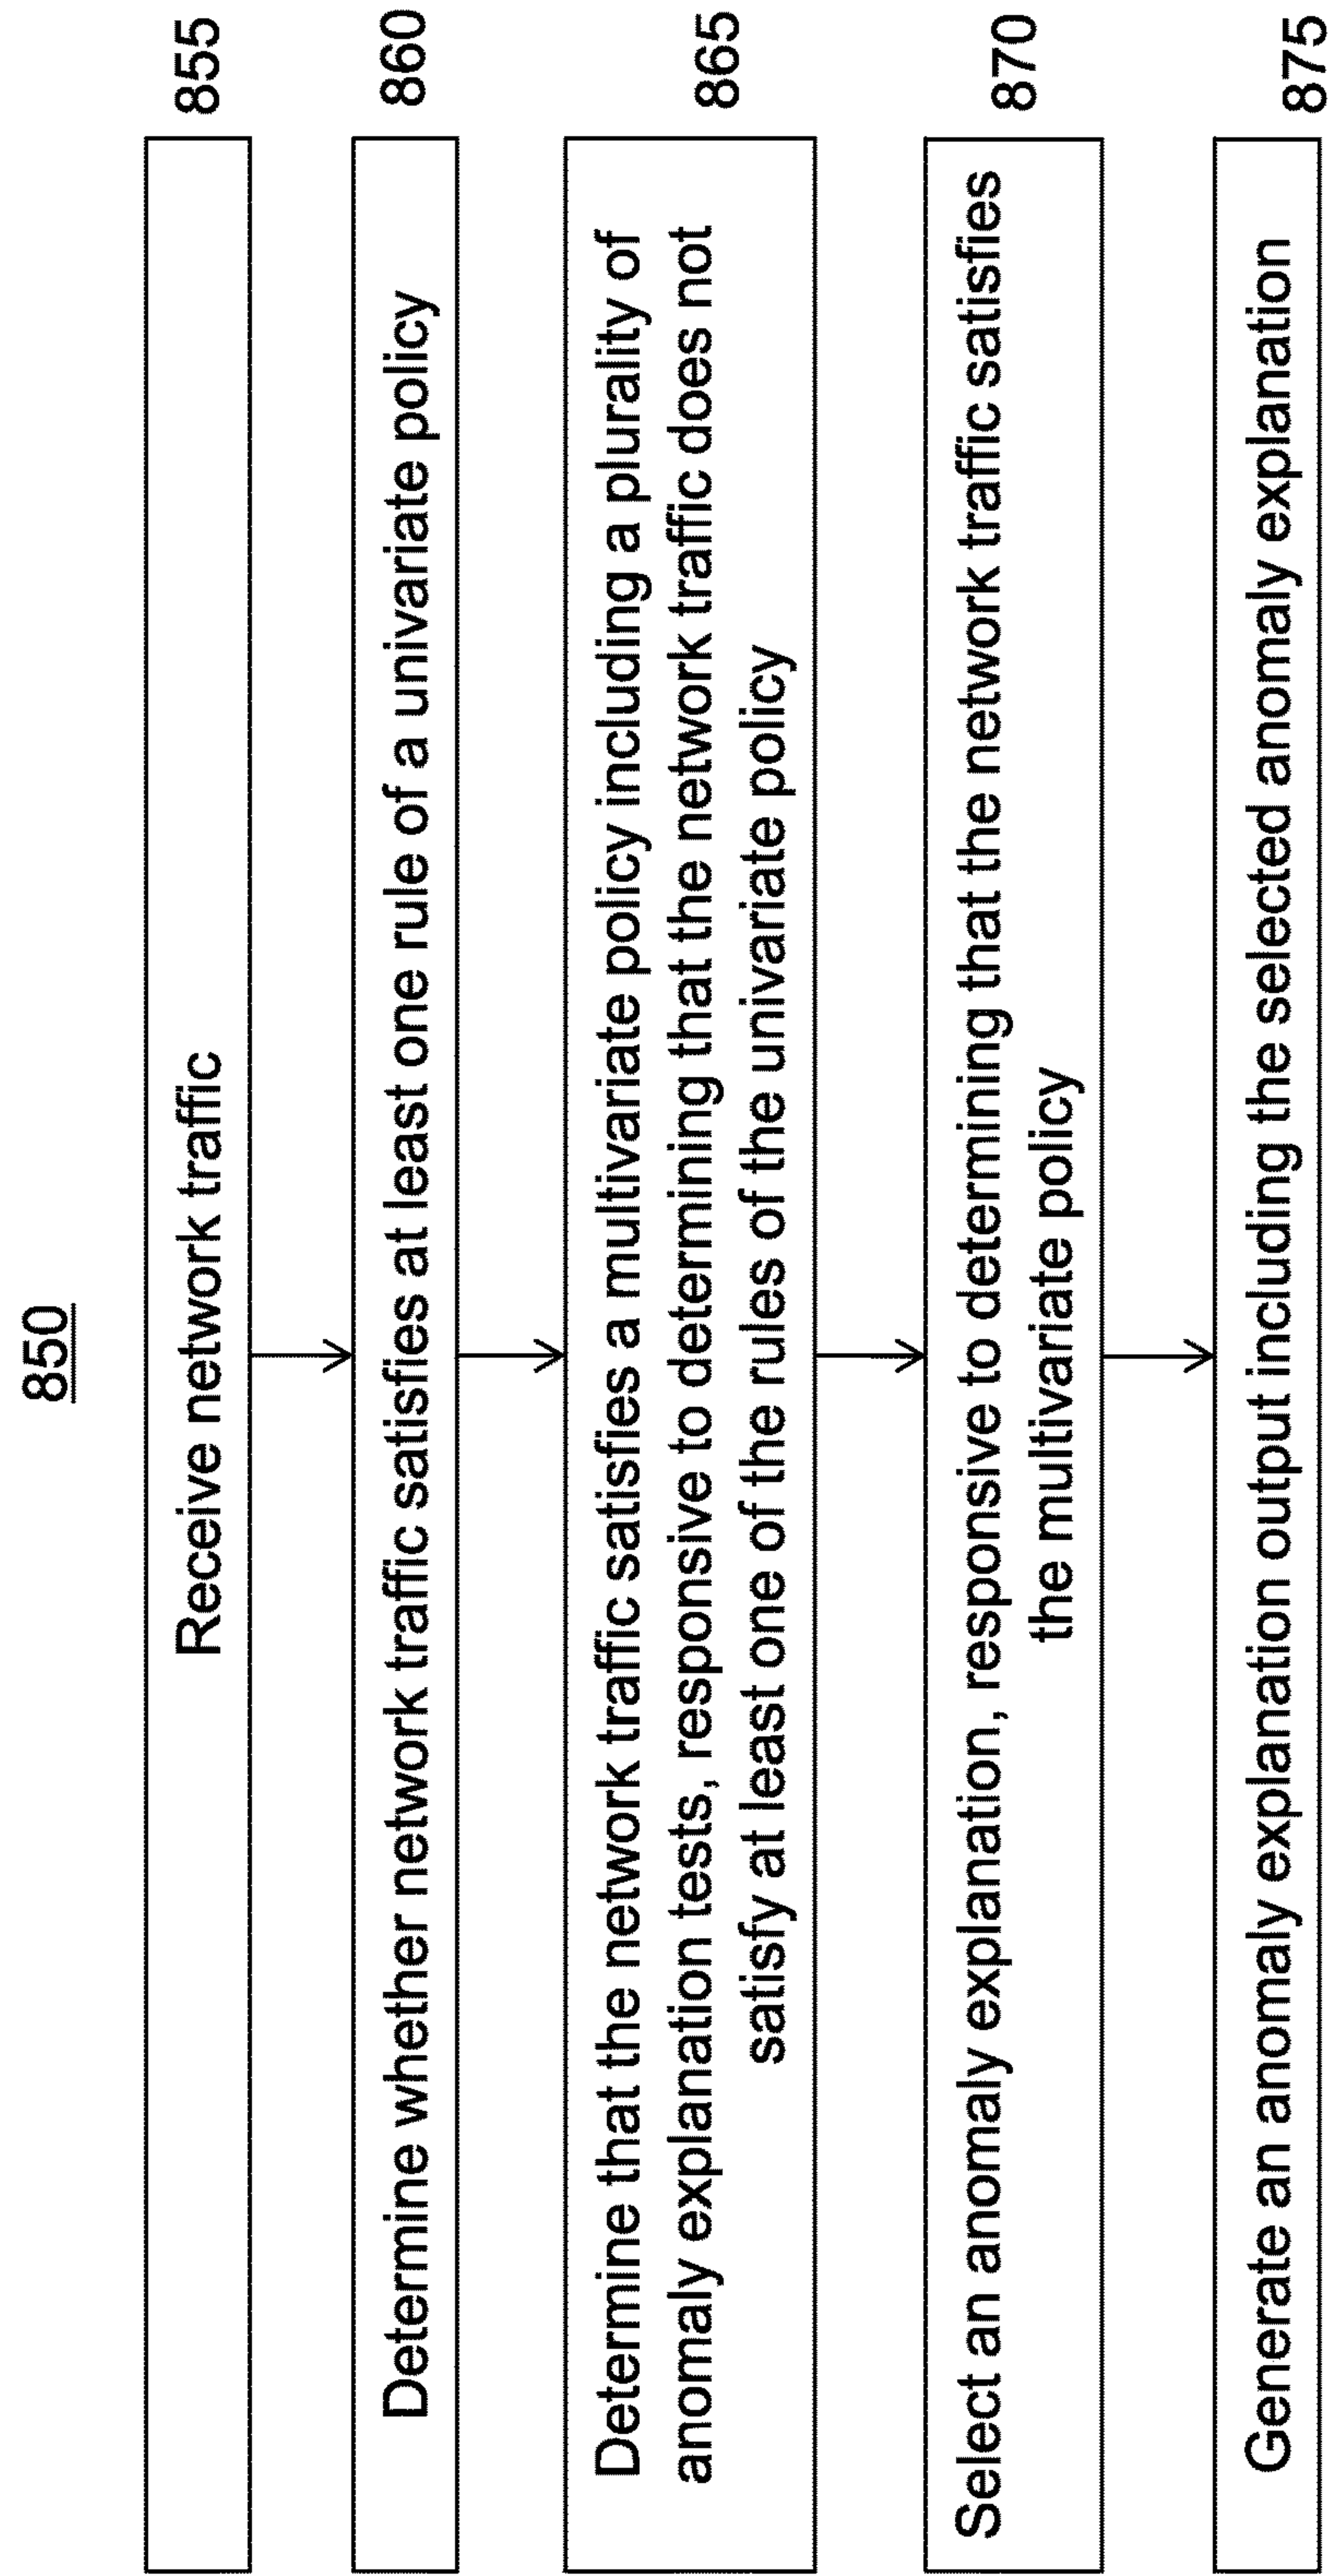 850
Receive network traffic
855
Determine whether network traffic satisfies at least one rule of a univariate policy
860
Determine that the network traffic satisfies a multivariate policy including a plurality of
anomaly explanation tests, responsive to determining that the network traffic does not
satisfy at least one of the rules of the univariate policy
865
Select an anomaly explanation, responsive to determining that the network traffic satisfies
the multivariate policy
870
Generate an anomaly explanation output including the selected anomaly explanation
875